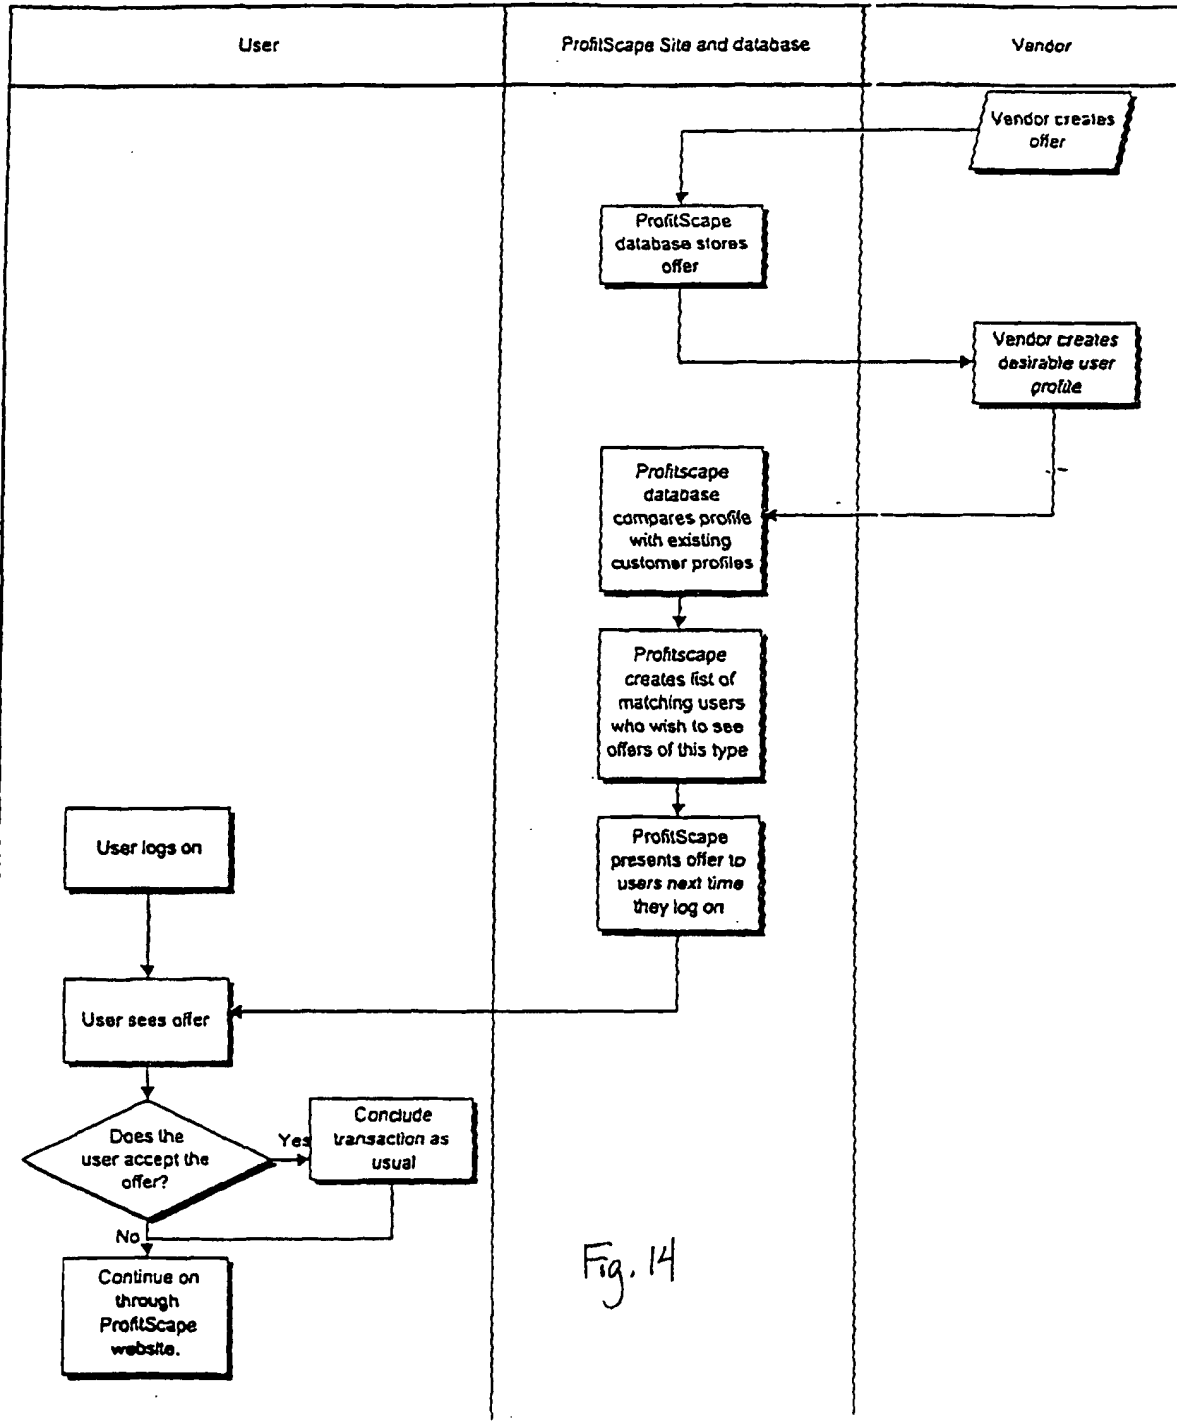 User
ProfitScape Site and database
Vendor
Vendor creates
offer
ProfitScape
database stores
offer
Vendor creates
desirable user
profile
Profitscape
database
compares profile
with existing
customer profiles
Profitscape
creates list of
matching users
who wish to see
offers of this type
ProfitScape
presents offer to
users next time
they log on
User logs on
User sees offer
Does the
user accept the
offer?
Yes
Conclude
transaction as
usual
No
Continue on
through
ProfitScape
website.
Fig. 14